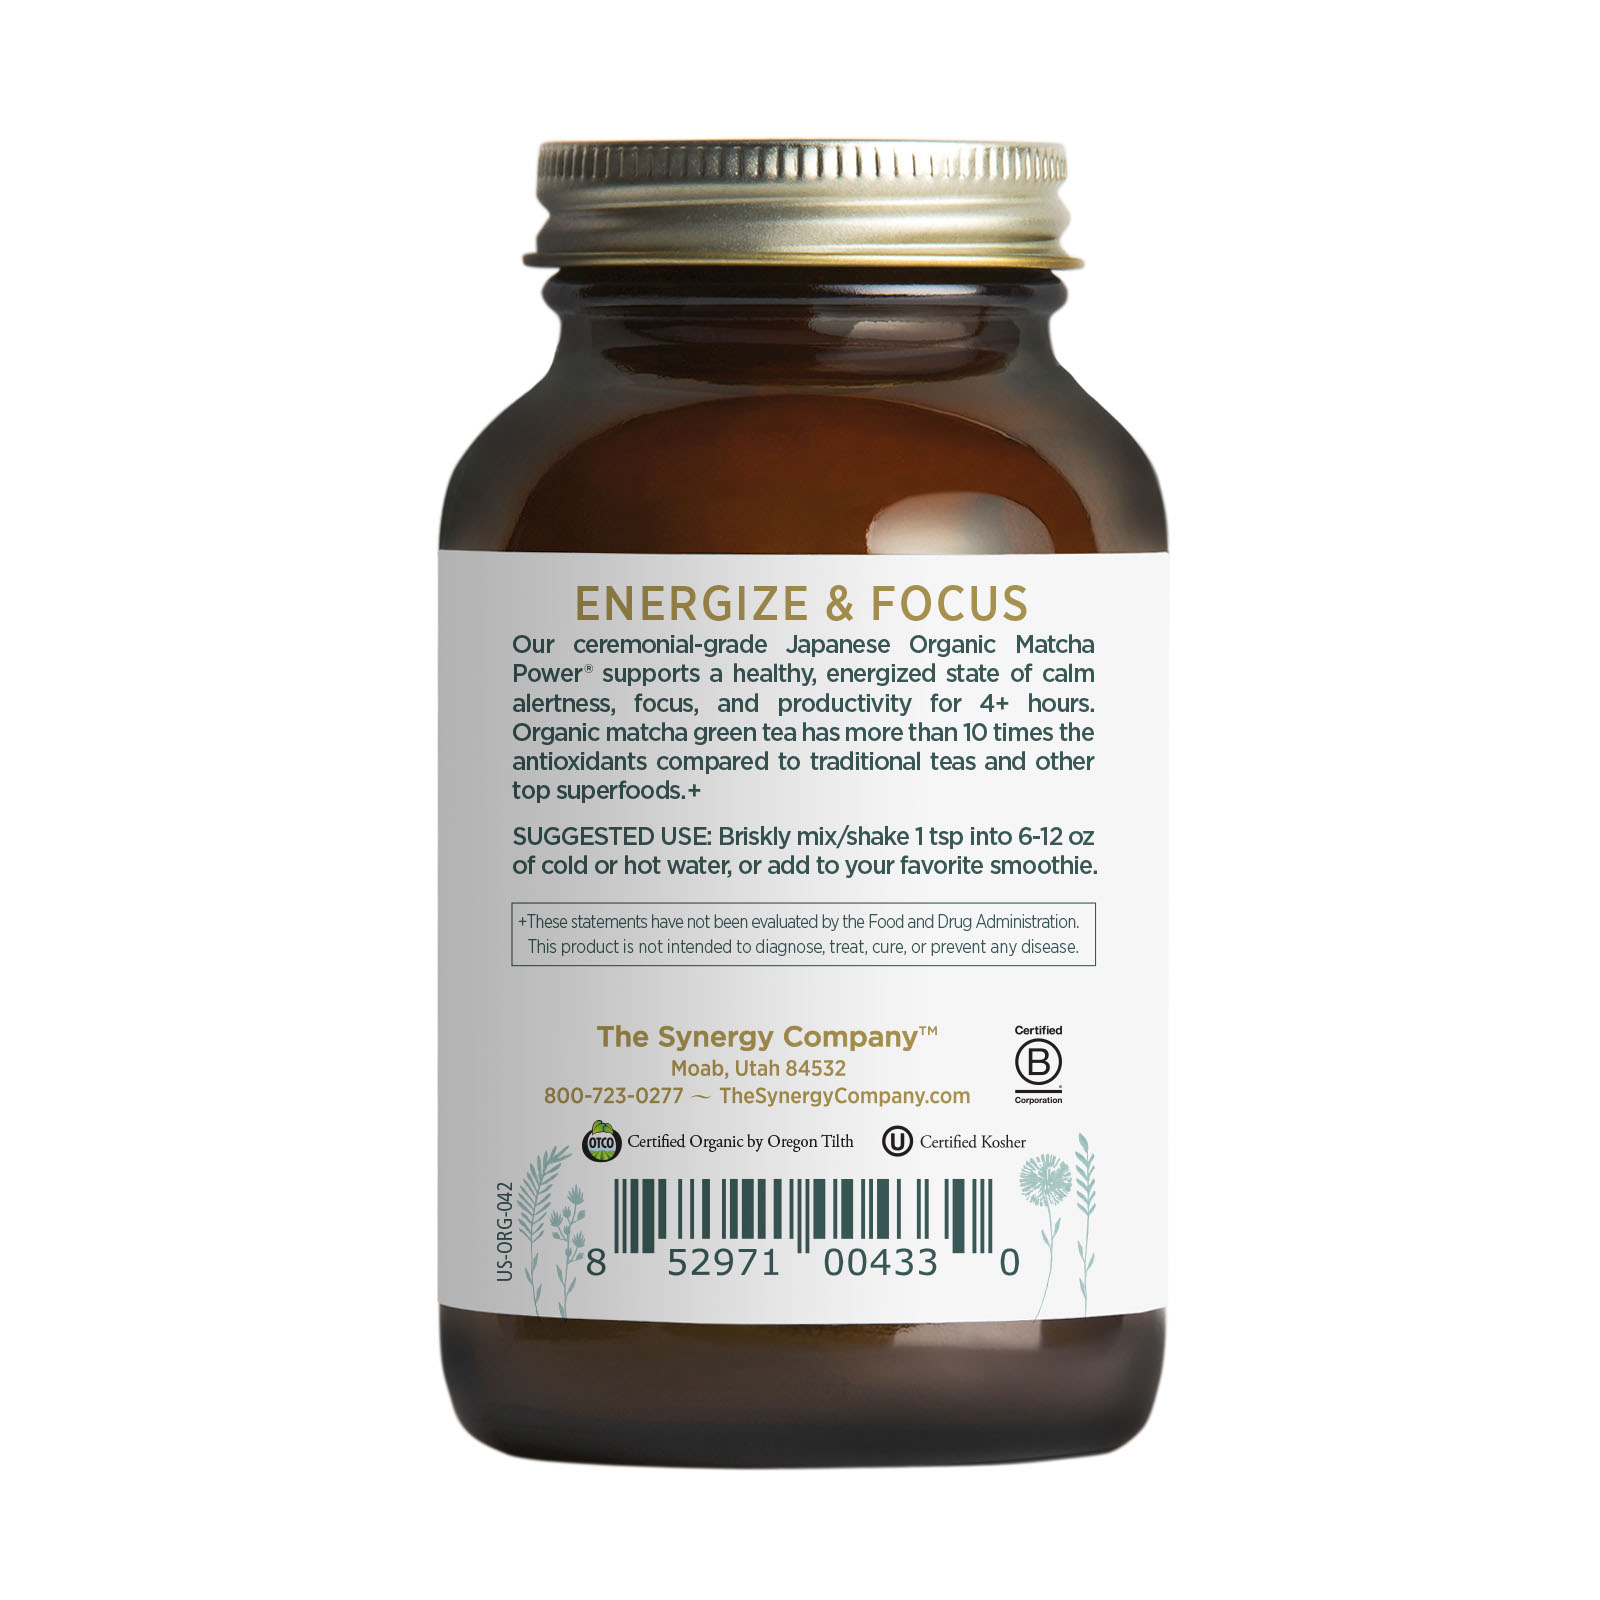 ENERGIZE & FOCUS
Our ceremonial-grade Japanese Organic Matcha
Power® supports a healthy, energized state of calm
alertness, focus, and productivity for 4+ hours.
Organic matcha green tea has more than 10 times the
antioxidants compared to traditional teas and other
top superfoods.+
SUGGESTED USE: Briskly mix/shake 1 tsp into 6-12 oz
of cold or hot water, or add to your favorite smoothie.
+These statements have not been evaluated by the Food and Drug Administration.
This product is not intended to diagnose, treat, cure, or prevent any disease.
The Synergy Company™
Moab, Utah 84532
800-723-0277 ~ TheSynergyCompany.com
Certified
B
Corporation
OTCO Certified Organic by Oregon Tilth U Certified Kosher
US-ORG-042
8 52971 00433 0